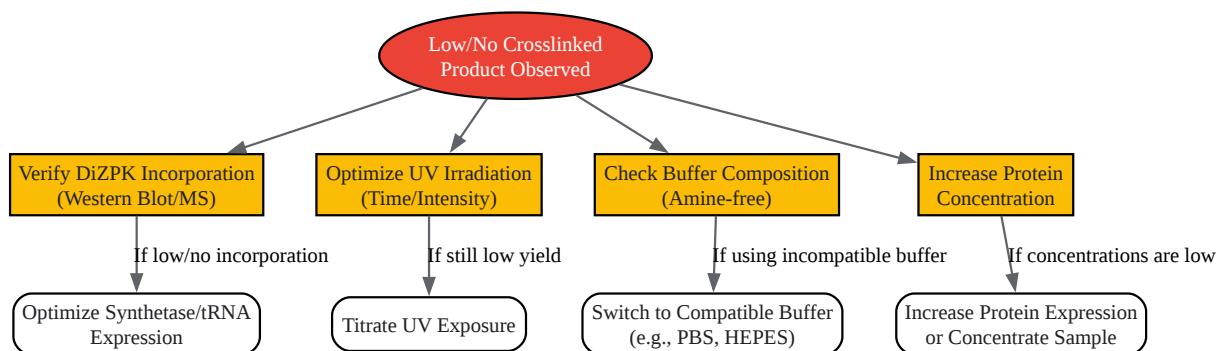 Low/No Crosslinked
Product Observed
Verify DiZPK Incorporation
(Western Blot/MS)
Optimize UV Irradiation
(Time/Intensity)
Check Buffer Composition
(Amine-free)
Increase Protein
Concentration
If low/no incorporation
If still low yield
If using incompatible buffer
If concentrations are low
Optimize Synthetase/tRNA
Expression
Titrate UV Exposure
Switch to Compatible Buffer
(e.g., PBS, HEPES)
Increase Protein Expression
or Concentrate Sample